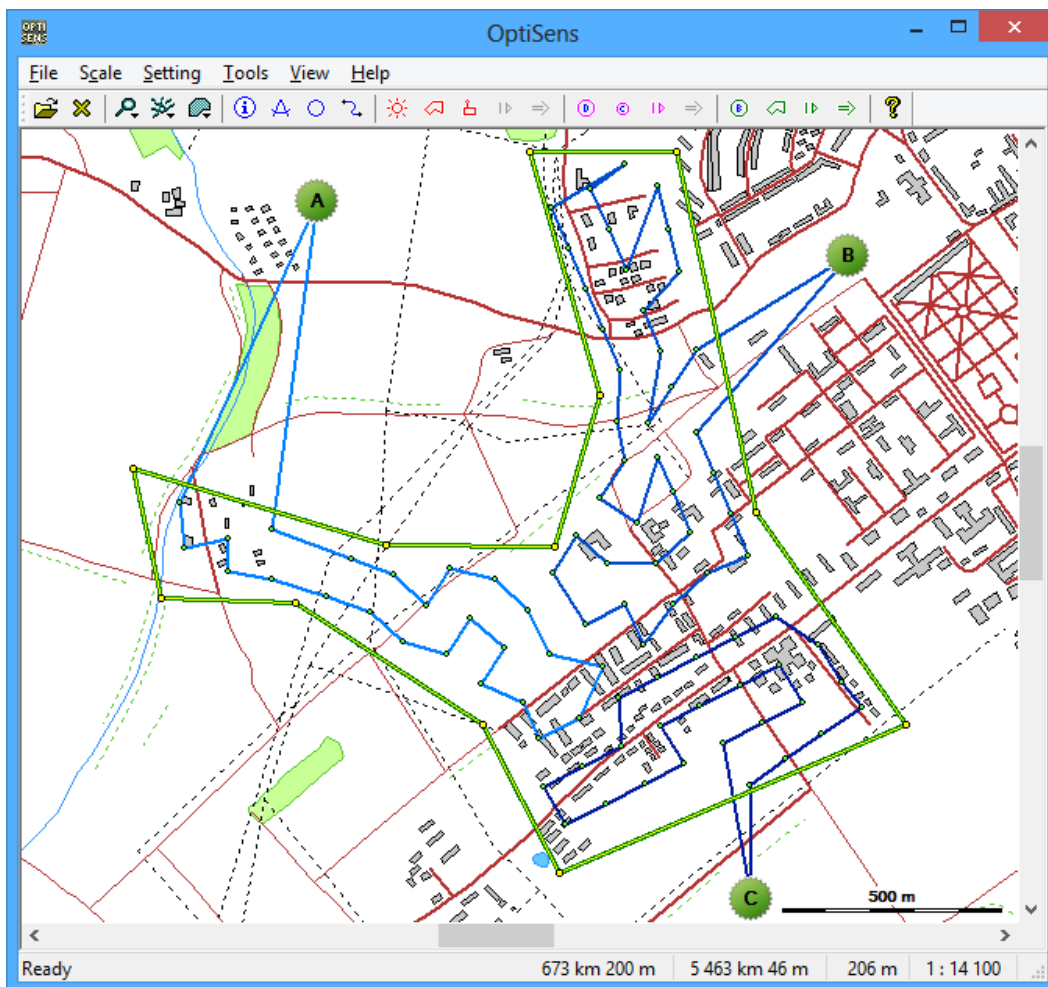 OPTI
SENS
OptiSens
File Scale Setting Tools View Help
i D C B ?
A
B
C
500 m
Ready 673 km 200 m 5 463 km 46 m 206 m 1 : 14 100